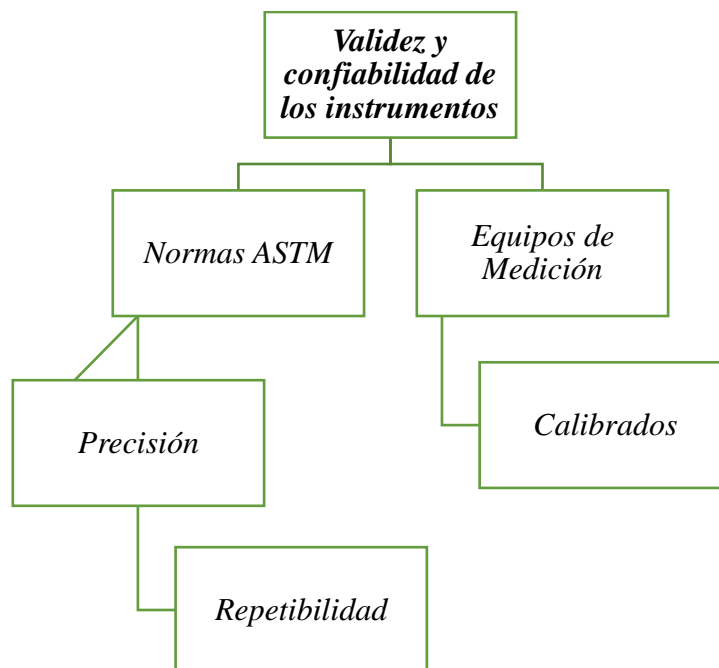 Validez y
confiabilidad de
los instrumentos
Normas ASTM
Equipos de
Medición
Precisión
Calibrados
Repetibilidad